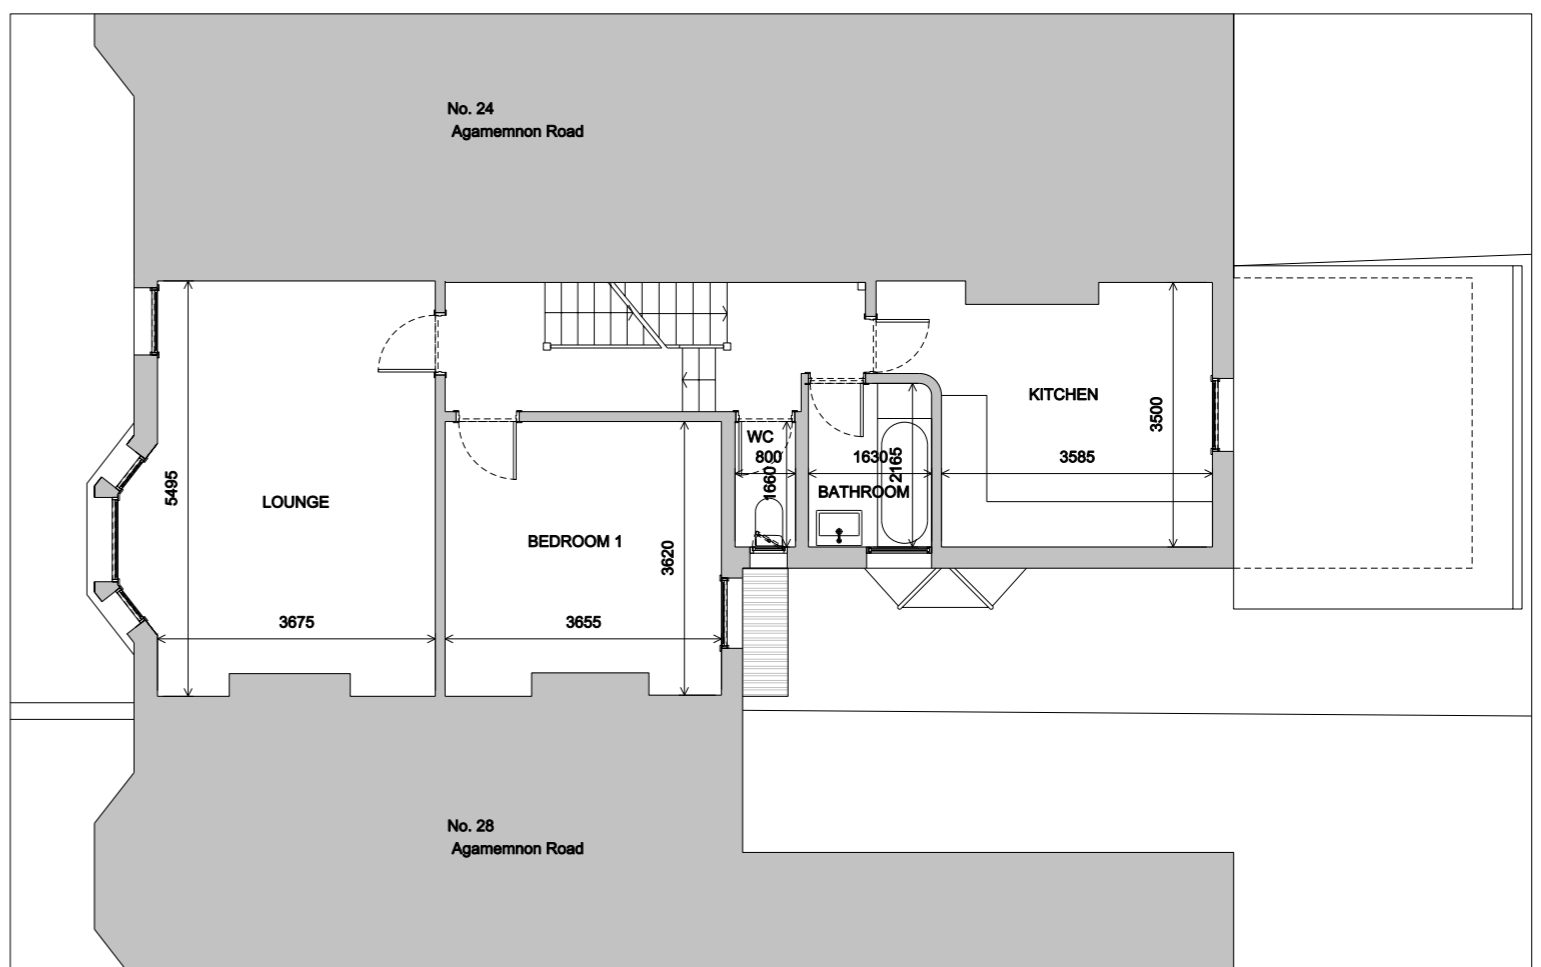 No. 24
Agamemnon Road
LOUNGE
5495
3675
BEDROOM 1
3620
3655
WC
800
1660
1630
2165
BATHROOM
KITCHEN
3500
3585
No. 28
Agamemnon Road